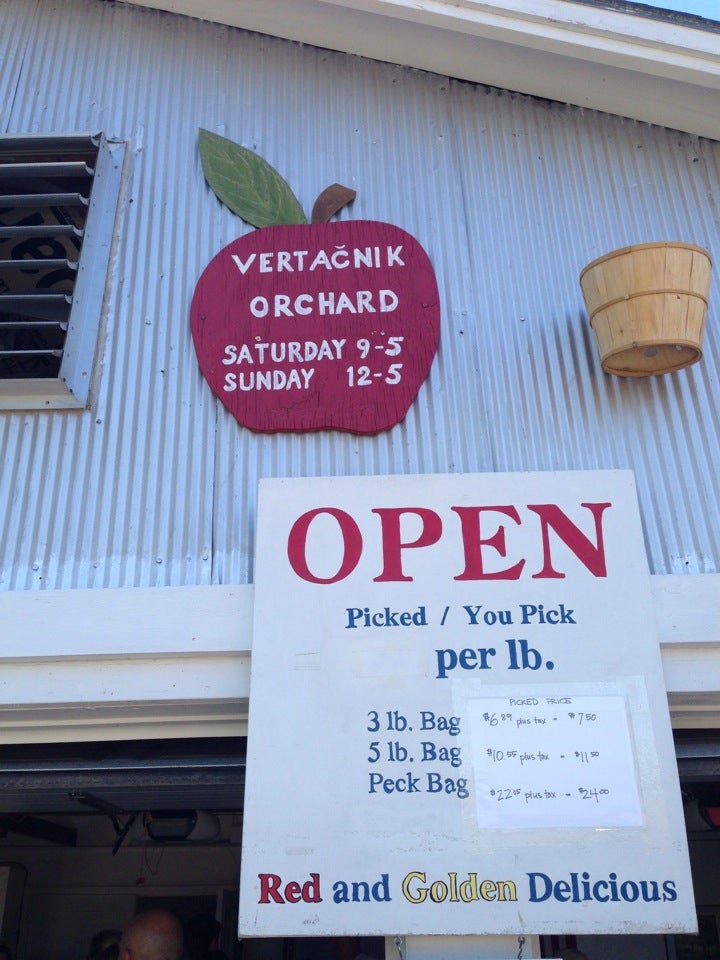 VERTAČNIK
ORCHARD
SATURDAY 9-5
SUNDAY 12-5
OPEN
Picked / You Pick
per lb.
PICKED PRICE
3 lb. Bag $6.89 plus tax = $7.50
5 lb. Bag $10.55 plus tax = $11.50
Peck Bag $22.05 plus tax = $24.00
Red and Golden Delicious